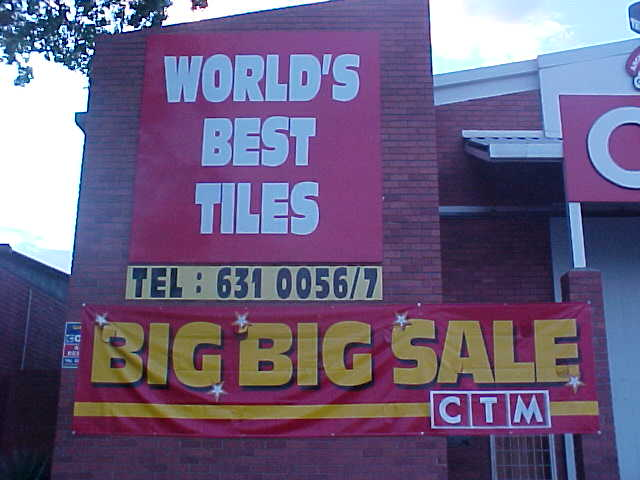 WORLD'S
BEST
TILES
TEL : 631 0056/7
BIG BIG SALE
CTM